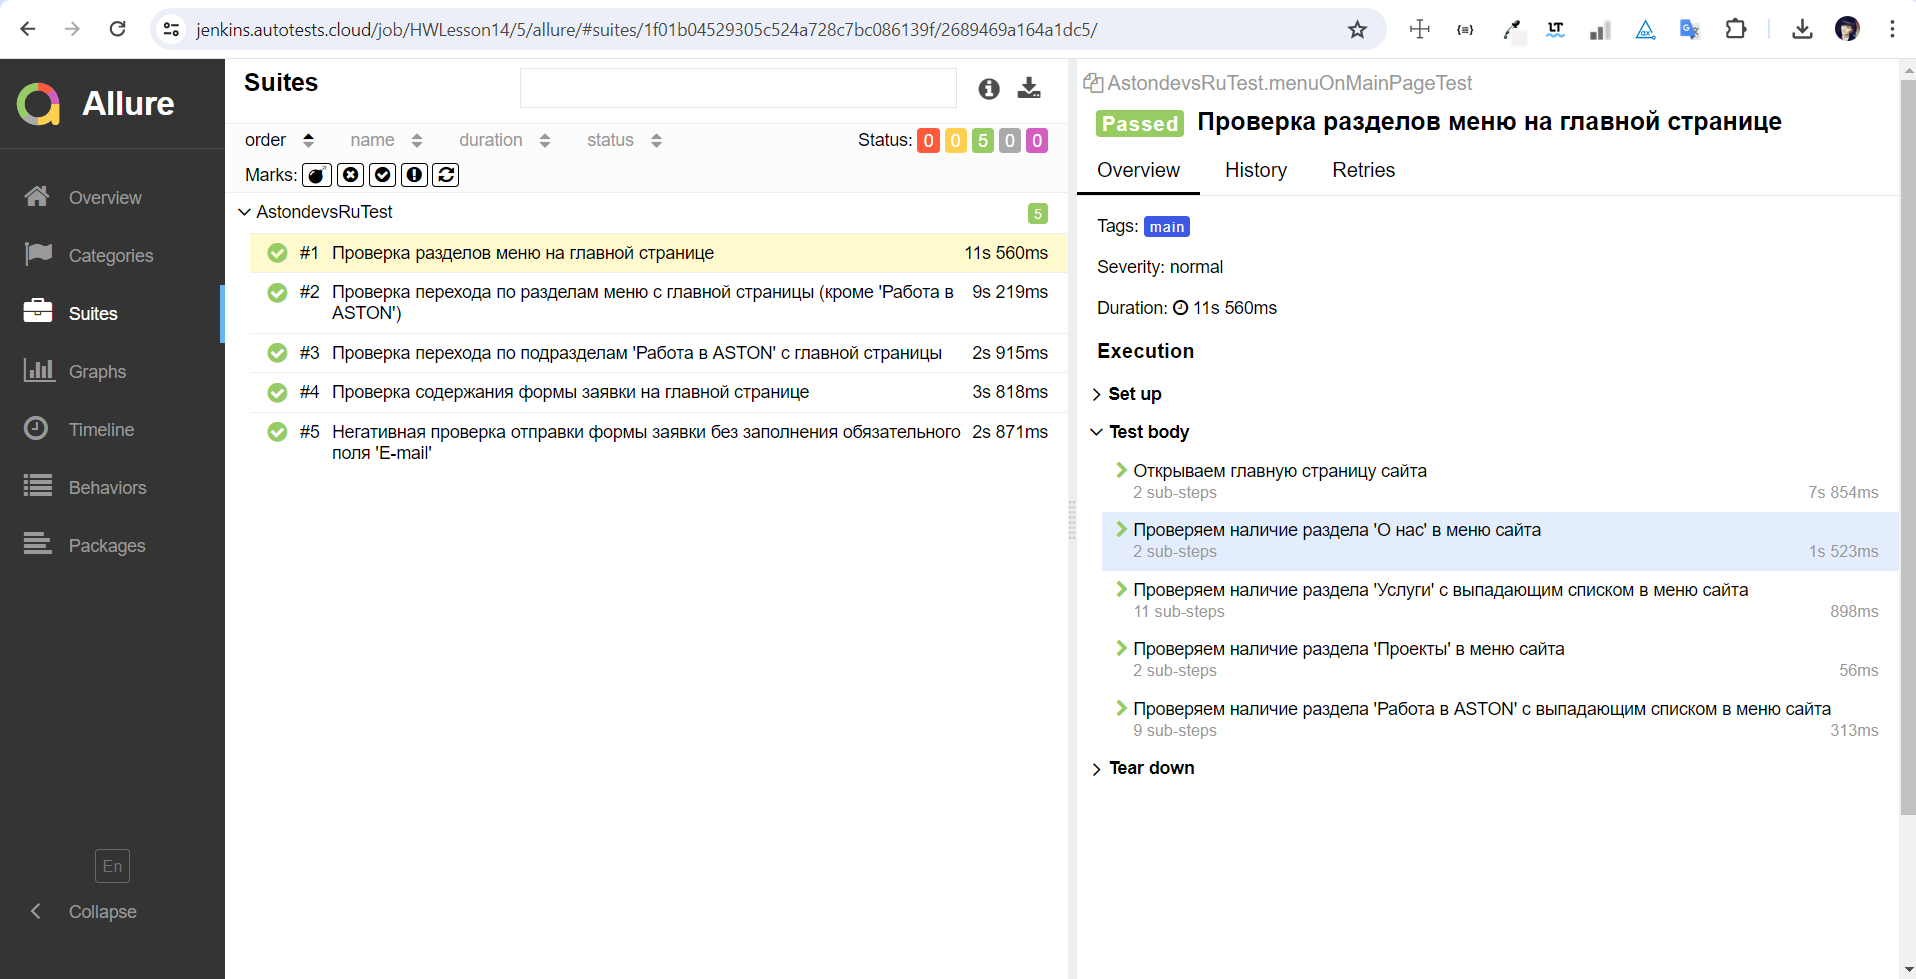 jenkins.autotests.cloud/job/HWLesson14/5/allure/#suites/1f01b04529305c524a728c7bc086139f/2689469a164a1dc5/
Allure
Overview
Categories
Suites
Graphs
Timeline
Behaviors
Packages
En
Collapse
Suites
order name duration status Status: 0 0 5 0 0
Marks:
AstondevsRuTest 5
#1 Проверка разделов меню на главной странице 11s 560ms
#2 Проверка перехода по разделам меню с главной страницы (кроме 'Работа в 9s 219ms
ASTON')
#3 Проверка перехода по подразделам 'Работа в ASTON' с главной страницы 2s 915ms
#4 Проверка содержания формы заявки на главной странице 3s 818ms
#5 Негативная проверка отправки формы заявки без заполнения обязательного 2s 871ms
поля 'E-mail'
AstondevsRuTest.menuOnMainPageTest
Passed Проверка разделов меню на главной странице
Overview History Retries
Tags: main
Severity: normal
Duration: 11s 560ms
Execution
Set up
Test body
Открываем главную страницу сайта
2 sub-steps 7s 854ms
Проверяем наличие раздела 'О нас' в меню сайта
2 sub-steps 1s 523ms
Проверяем наличие раздела 'Услуги' с выпадающим списком в меню сайта
11 sub-steps 898ms
Проверяем наличие раздела 'Проекты' в меню сайта
2 sub-steps 56ms
Проверяем наличие раздела 'Работа в ASTON' с выпадающим списком в меню сайта
9 sub-steps 313ms
Tear down